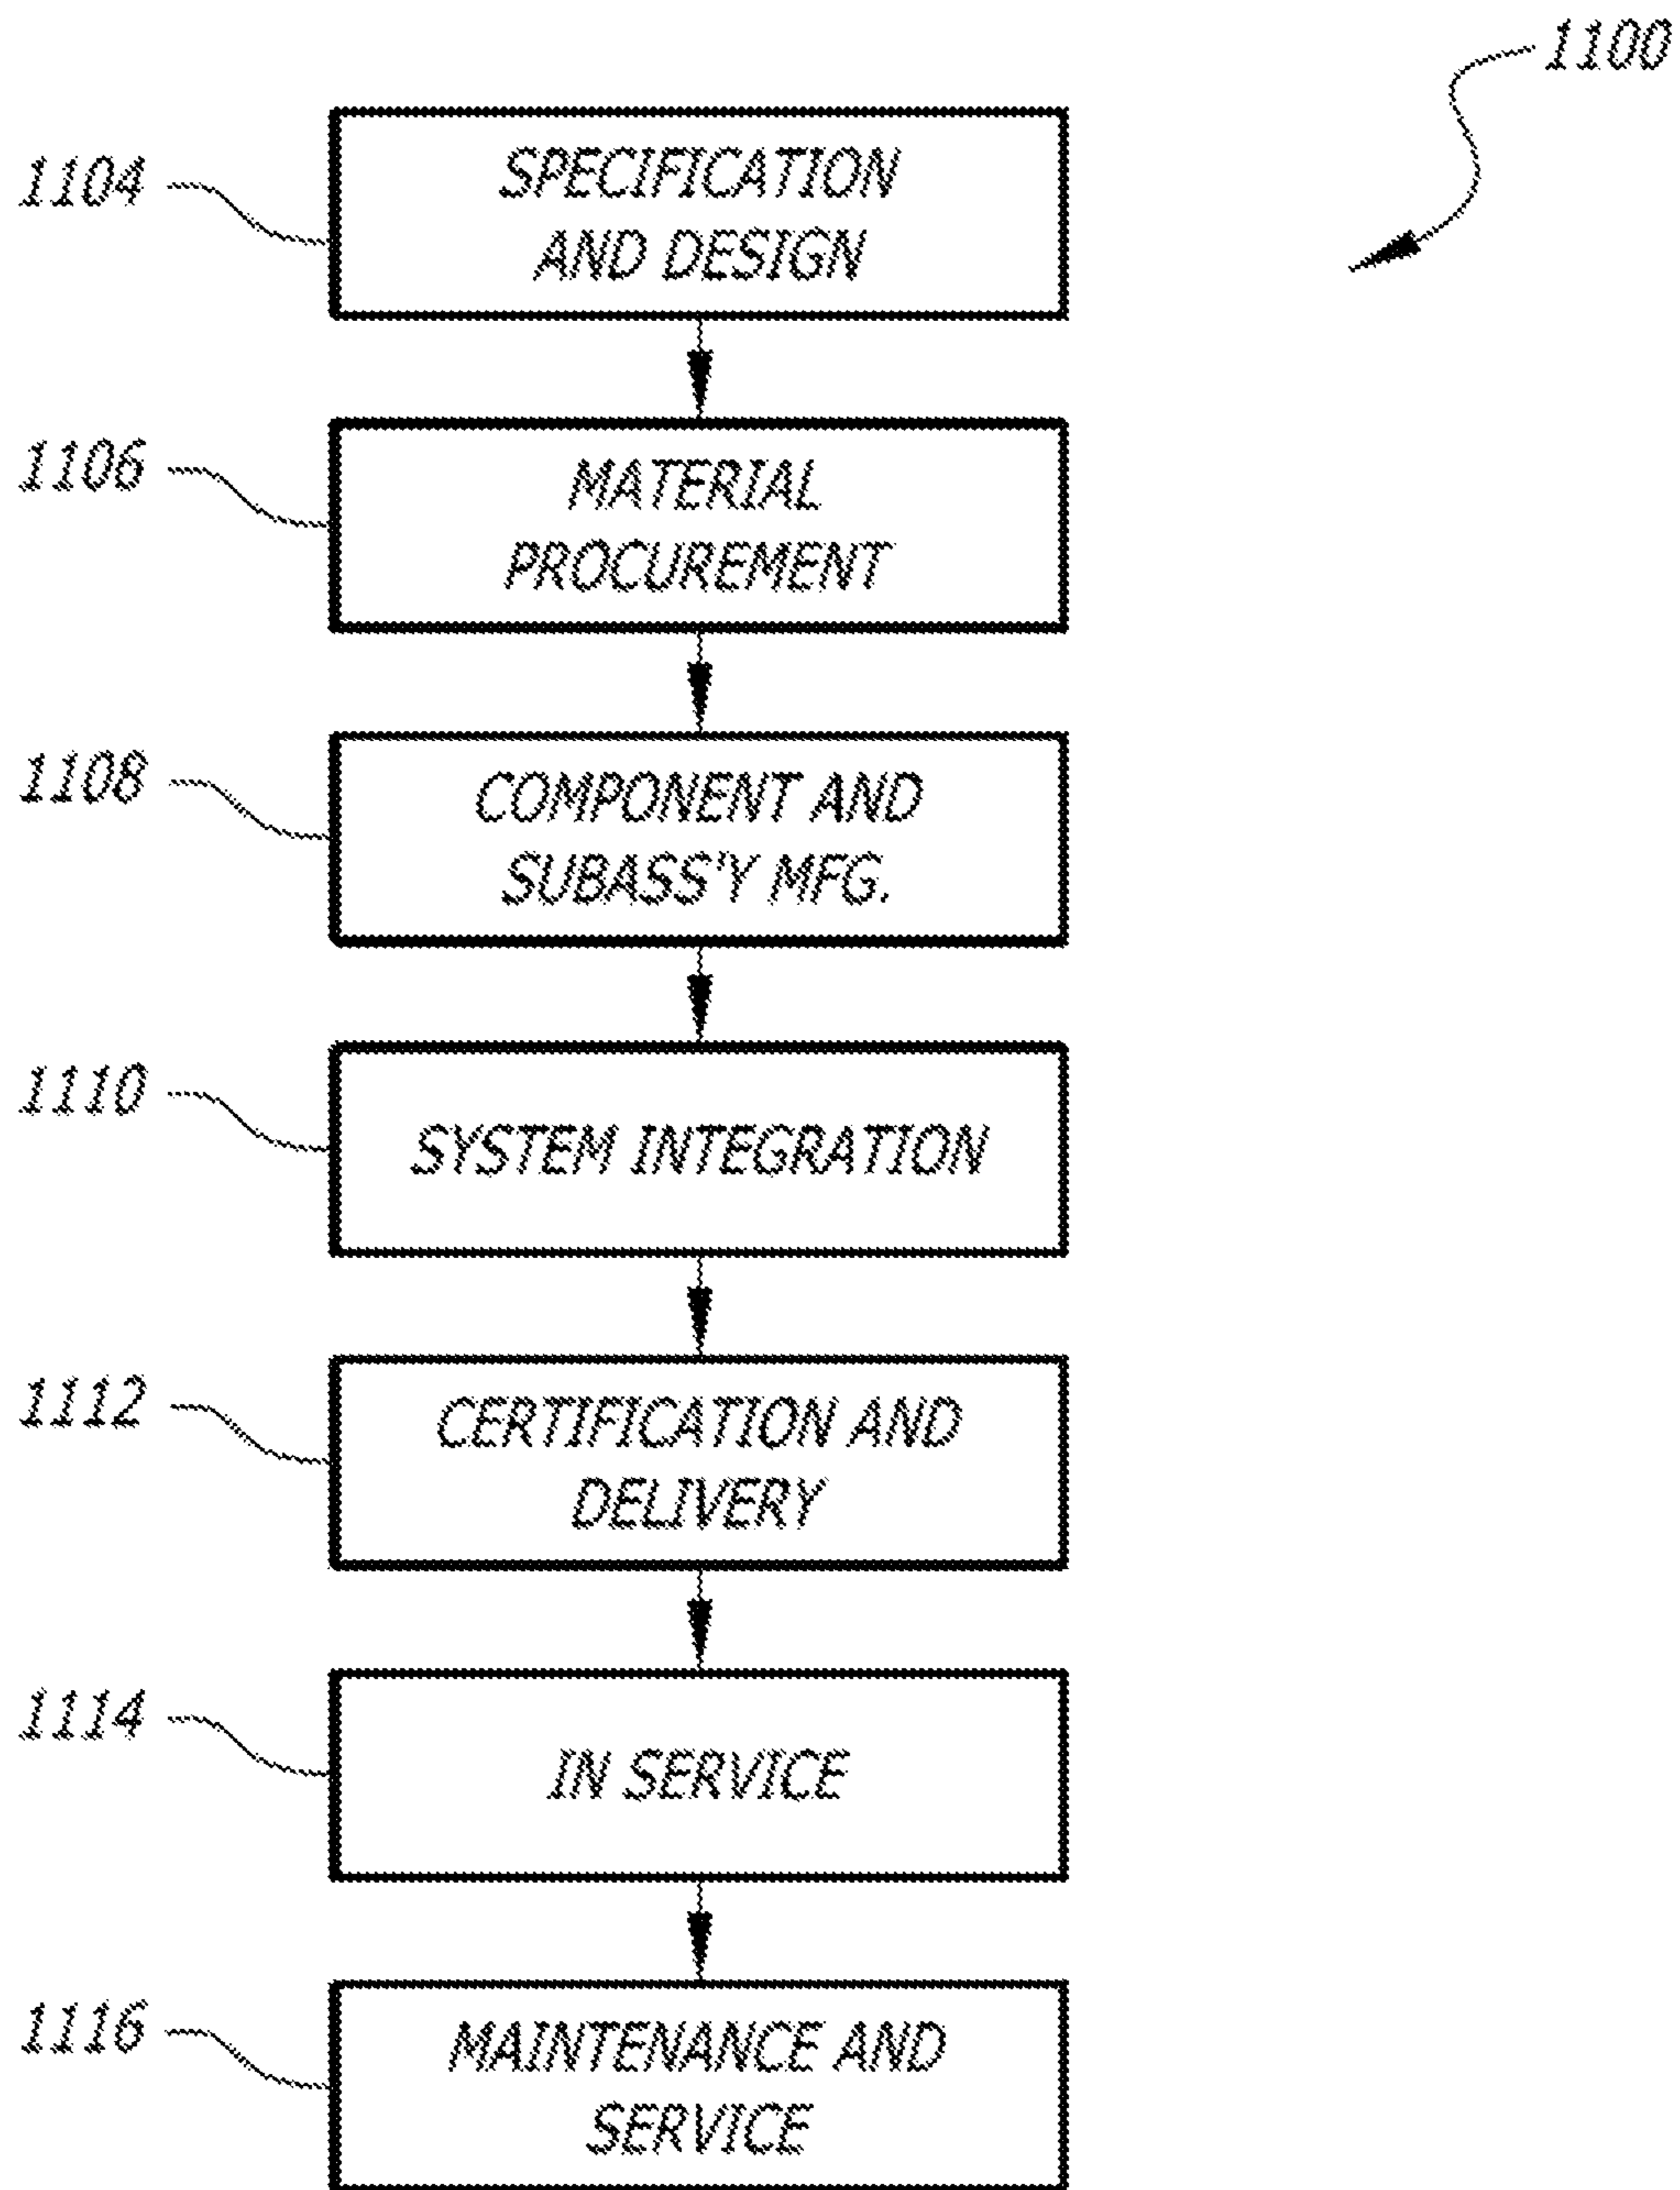 1100
1104
SPECIFICATION
AND DESIGN
1106
MATERIAL
PROCUREMENT
1108
COMPONENT AND
SUBASS'Y MFG.
1110
SYSTEM INTEGRATION
1112
CERTIFICATION AND
DELIVERY
1114
IN SERVICE
1116
MAINTENANCE AND
SERVICE